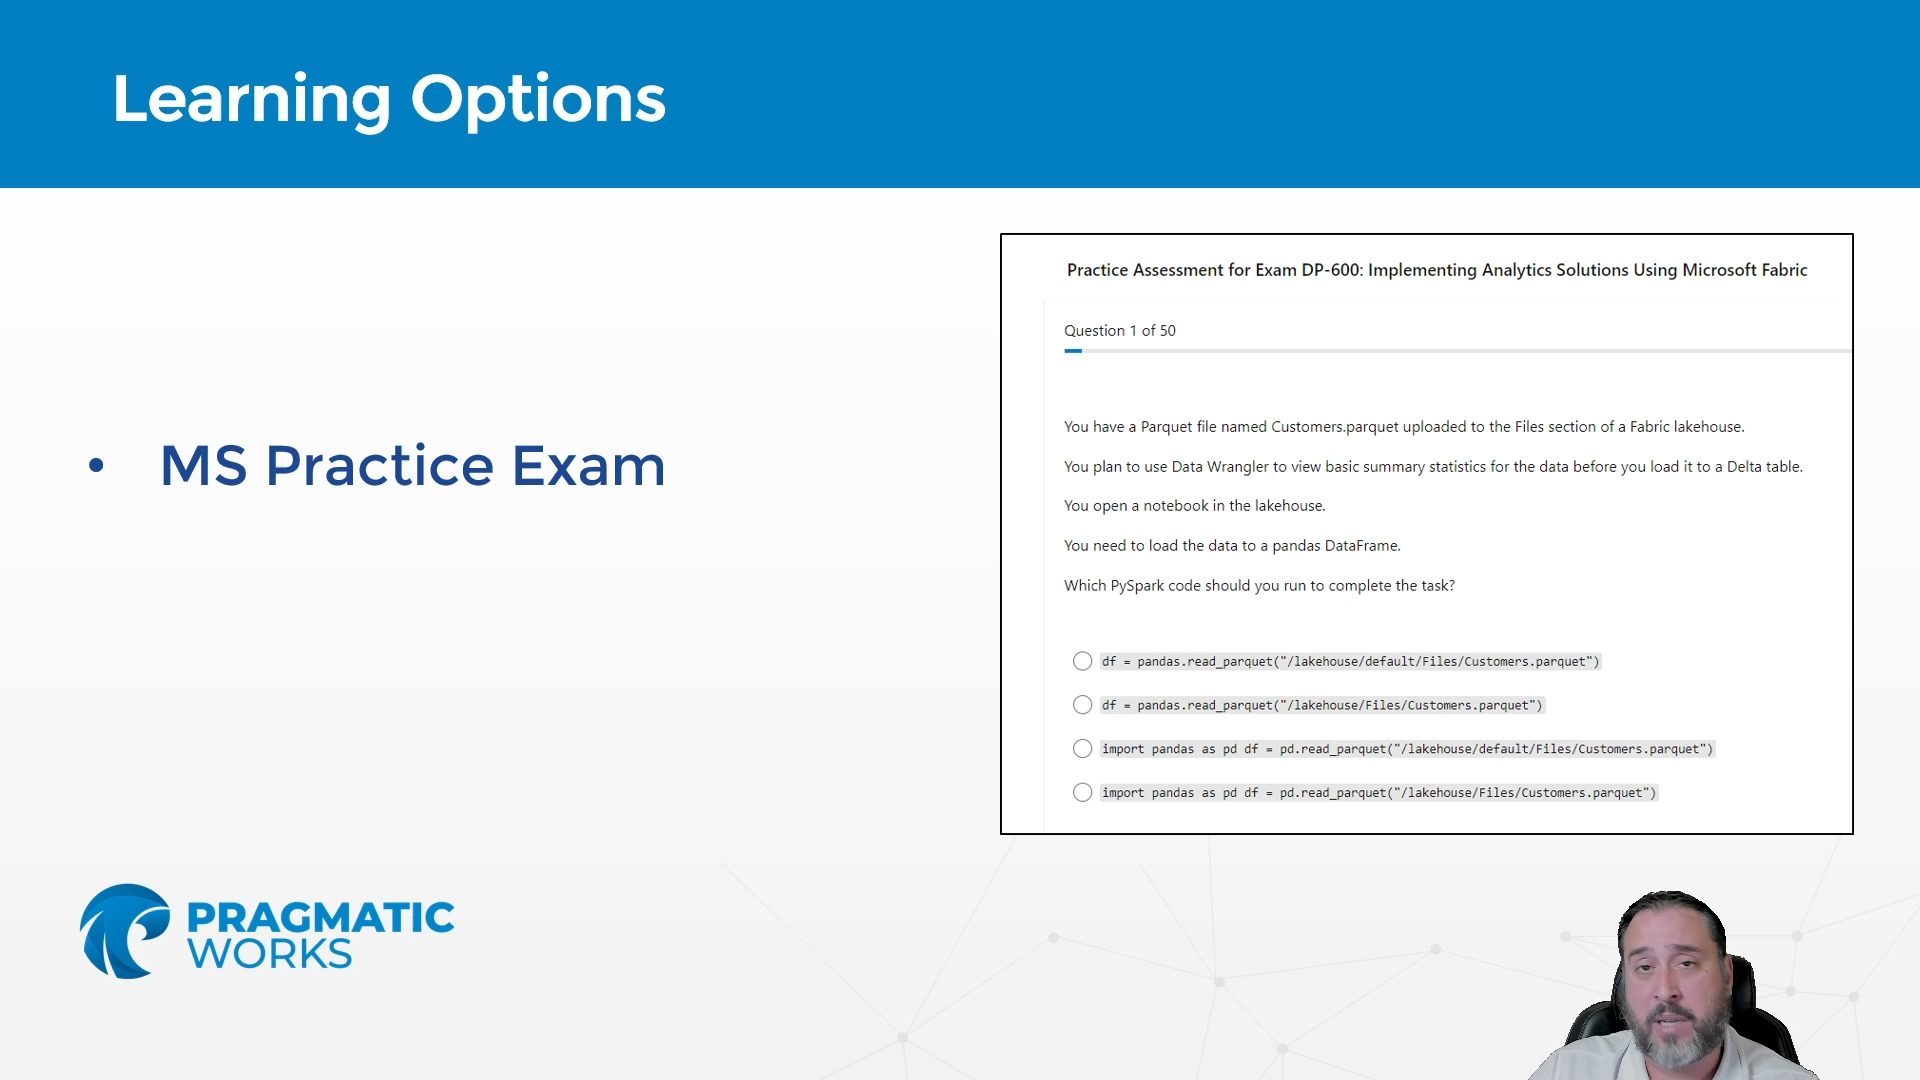 Learning Options
• MS Practice Exam
Practice Assessment for Exam DP-600: Implementing Analytics Solutions Using Microsoft Fabric
Question 1 of 50
You have a Parquet file named Customers.parquet uploaded to the Files section of a Fabric lakehouse.
You plan to use Data Wrangler to view basic summary statistics for the data before you load it to a Delta table.
You open a notebook in the lakehouse.
You need to load the data to a pandas DataFrame.
Which PySpark code should you run to complete the task?
df = pandas.read_parquet("/lakehouse/default/Files/Customers.parquet")
df = pandas.read_parquet("/lakehouse/Files/Customers.parquet")
import pandas as pd df = pd.read_parquet("/lakehouse/default/Files/Customers.parquet")
import pandas as pd df = pd.read_parquet("/lakehouse/Files/Customers.parquet")
PRAGMATIC
WORKS